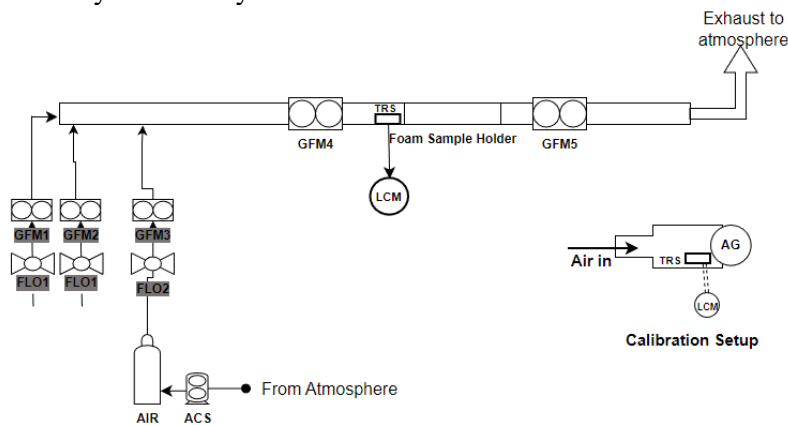 Exhaust to
atmosphere
TRS
GFM4
Foam Sample Holder
GFM5
LCM
GFM1
GFM2
GFM3
FLO1
FLO1
FLO2
Air in
TRS
AG
LCM
Calibration Setup
From Atmosphere
AIR
ACS